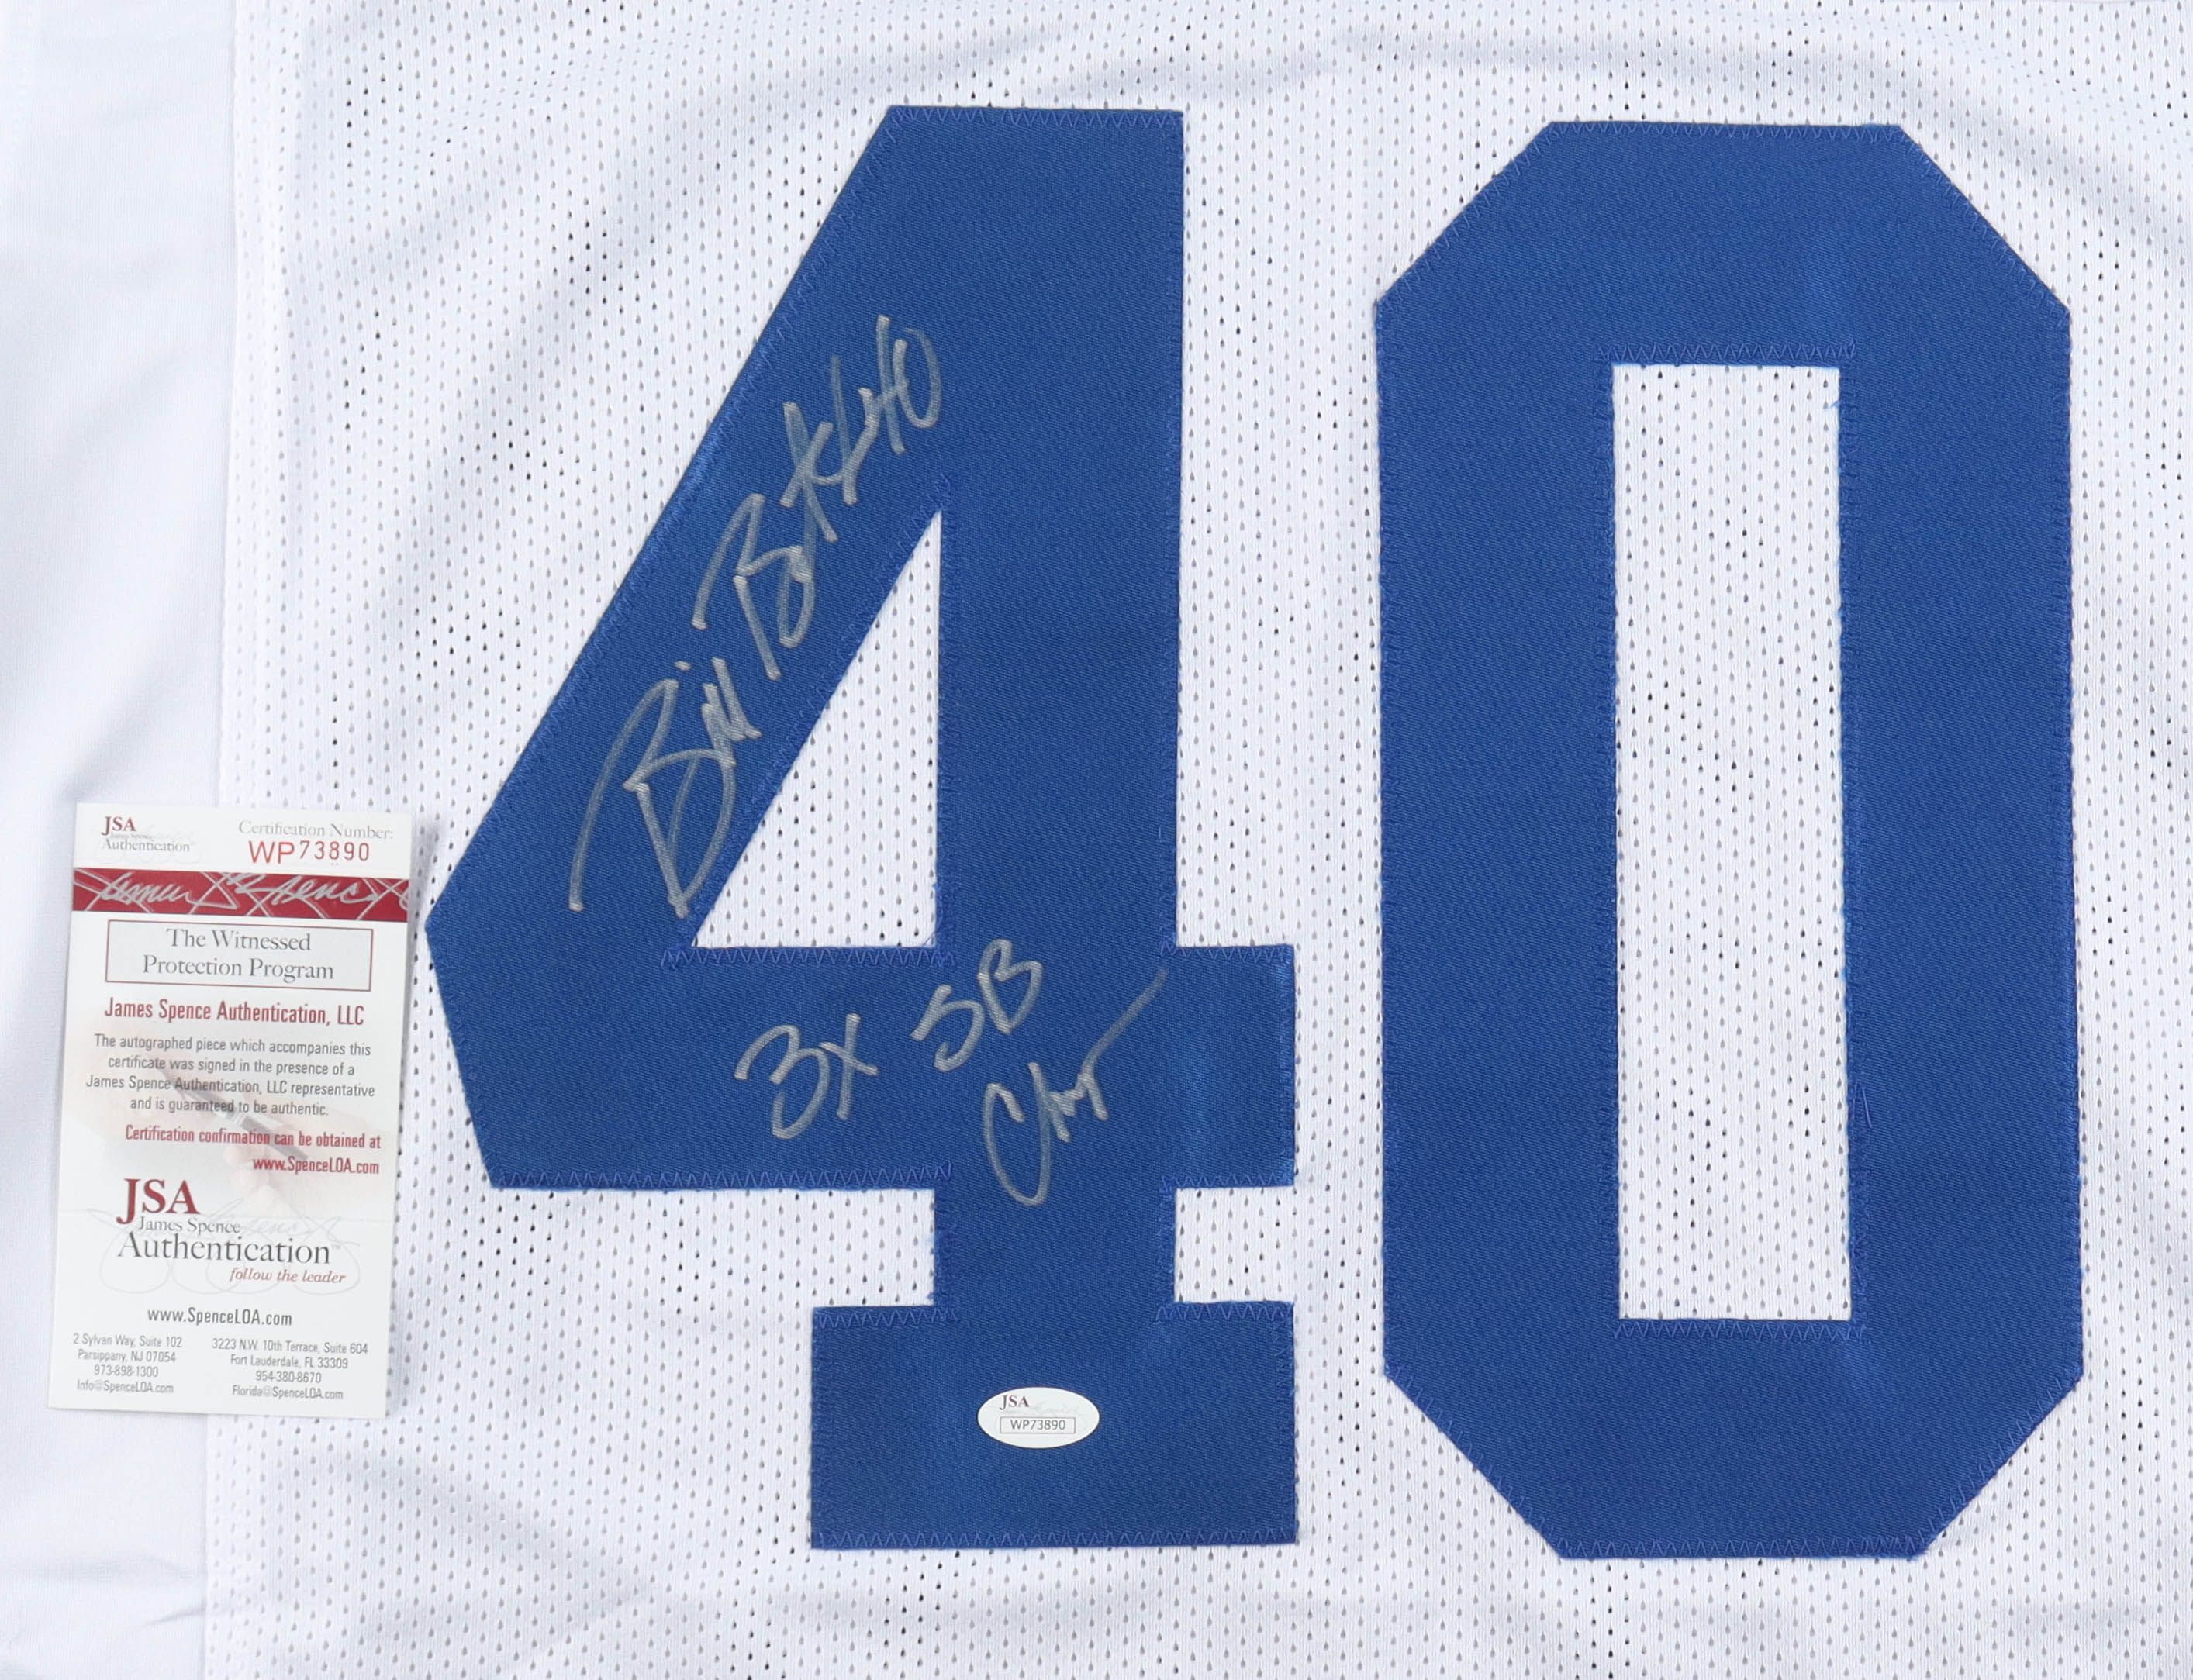 40
Bill Bates 40
3x SB
Champ
JSA
Authentication
Certification Number:
WP73890
The Witnessed
Protection Program
James Spence Authentication, LLC
The autographed piece which accompanies this
certificate was signed in the presence of a
James Spence Authentication, LLC representative
and is guaranteed to be authentic.
Certification confirmation can be obtained at
www.SpenceLOA.com
JSA
James Spence
Authentication™
follow the leader
www.SpenceLOA.com
2 Sylvan Way, Suite 102
Parsippany, NJ 07054
973-898-1300
Info@SpenceLOA.com
3223 N.W. 10th Terrace, Suite 604
Fort Lauderdale, FL 33309
954-380-8670
Florida@SpenceLOA.com
JSA
WP73890